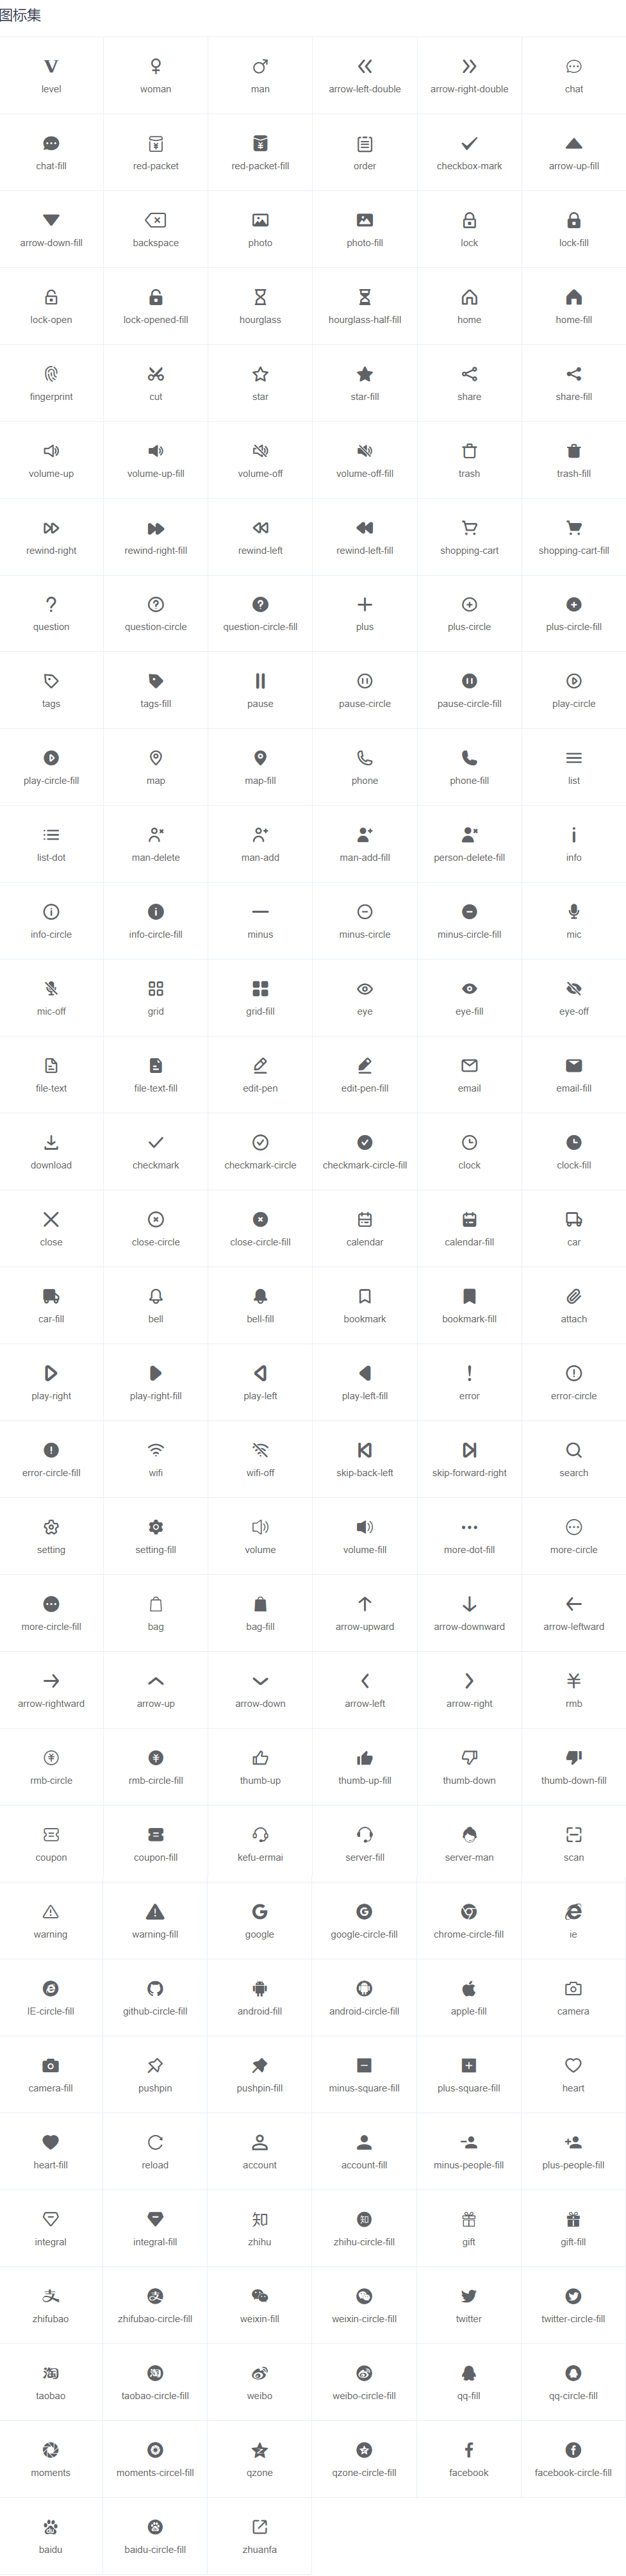 图标集
level woman man arrow-left-double arrow-right-double chat
chat-fill red-packet red-packet-fill order checkbox-mark arrow-up-fill
arrow-down-fill backspace photo photo-fill lock lock-fill
lock-open lock-opened-fill hourglass hourglass-half-fill home home-fill
fingerprint cut star star-fill share share-fill
volume-up volume-up-fill volume-off volume-off-fill trash trash-fill
rewind-right rewind-right-fill rewind-left rewind-left-fill shopping-cart shopping-cart-fill
question question-circle question-circle-fill plus plus-circle plus-circle-fill
tags tags-fill pause pause-circle pause-circle-fill play-circle
play-circle-fill map map-fill phone phone-fill list
list-dot man-delete man-add man-add-fill person-delete-fill info
info-circle info-circle-fill minus minus-circle minus-circle-fill mic
mic-off grid grid-fill eye eye-fill eye-off
file-text file-text-fill edit-pen edit-pen-fill email email-fill
download checkmark checkmark-circle checkmark-circle-fill clock clock-fill
close close-circle close-circle-fill calendar calendar-fill car
car-fill bell bell-fill bookmark bookmark-fill attach
play-right play-right-fill play-left play-left-fill error error-circle
error-circle-fill wifi wifi-off skip-back-left skip-forward-right search
setting setting-fill volume volume-fill more-dot-fill more-circle
more-circle-fill bag bag-fill arrow-upward arrow-downward arrow-leftward
arrow-rightward arrow-up arrow-down arrow-left arrow-right rmb
rmb-circle rmb-circle-fill thumb-up thumb-up-fill thumb-down thumb-down-fill
coupon coupon-fill kefu-ermai server-fill server-man scan
warning warning-fill google google-circle-fill chrome-circle-fill ie
IE-circle-fill github-circle-fill android-fill android-circle-fill apple-fill camera
camera-fill pushpin pushpin-fill minus-square-fill plus-square-fill heart
heart-fill reload account account-fill minus-people-fill plus-people-fill
integral integral-fill zhihu zhihu-circle-fill gift gift-fill
zhifubao zhifubao-circle-fill weixin-fill weixin-circle-fill twitter twitter-circle-fill
taobao taobao-circle-fill weibo weibo-circle-fill qq-fill qq-circle-fill
moments moments-circel-fill qzone qzone-circle-fill facebook facebook-circle-fill
baidu baidu-circle-fill zhuanfa